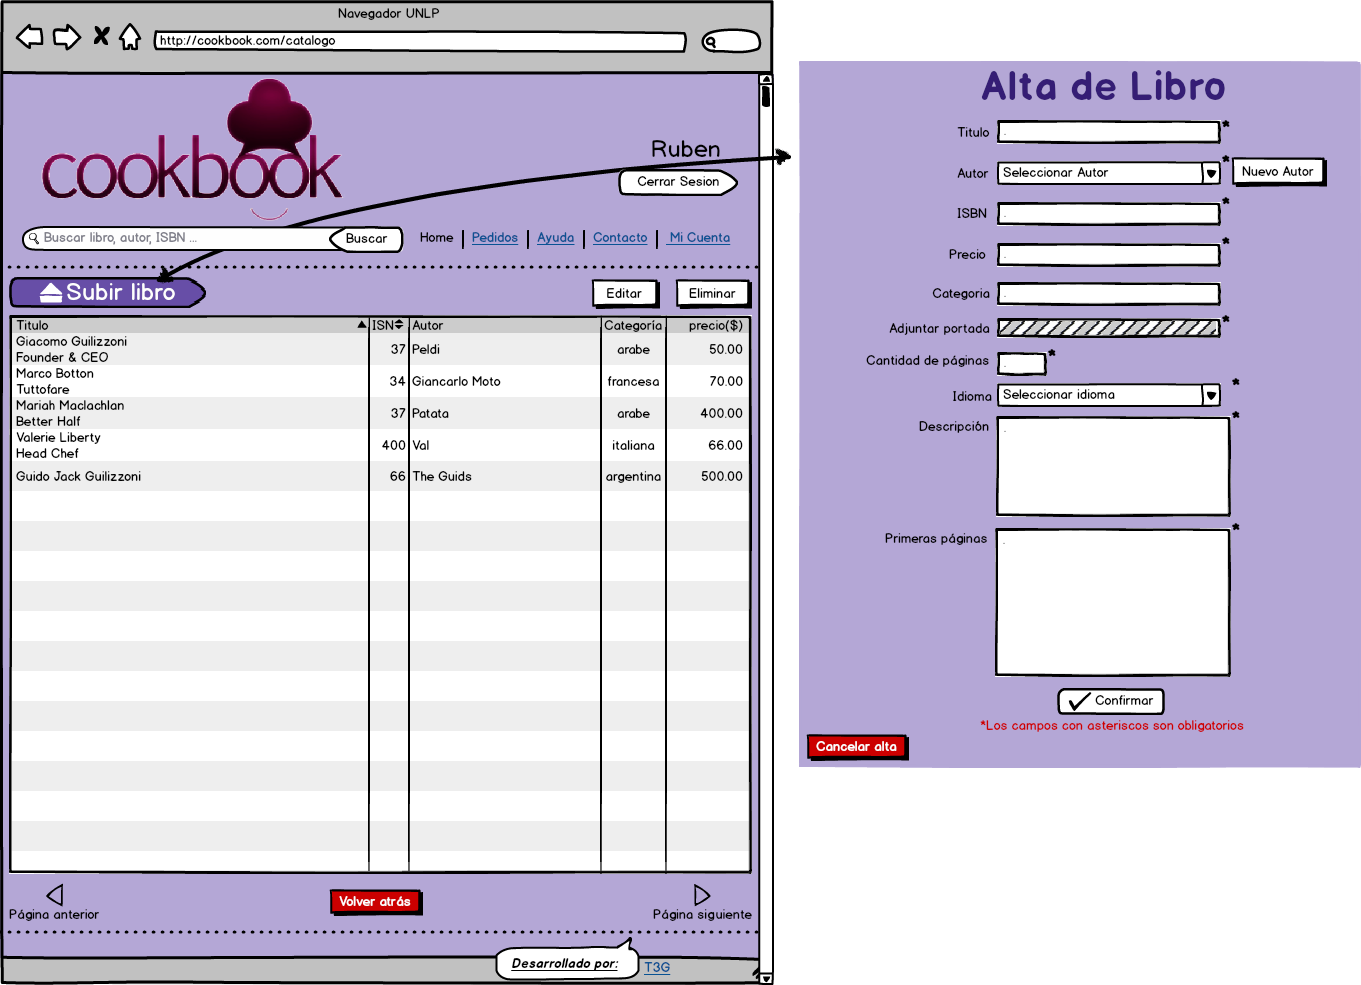 Navegador UNLP
http://cookbook.com/catalogo
cookbook
Ruben
Cerrar Sesion
Buscar libro, autor, ISBN ...
Buscar
Home
Pedidos
Ayuda
Contacto
Mi Cuenta
Subir libro
Editar
Eliminar
Titulo ISN Autor Categoría precio($)
Giacomo Guilizzoni
Founder & CEO
37 Peldi arabe 50.00
Marco Botton
Tuttofare
34 Giancarlo Moto francesa 70.00
Mariah Maclachlan
Better Half
37 Patata arabe 400.00
Valerie Liberty
Head Chef
400 Val italiana 66.00
Guido Jack Guilizzoni 66 The Guids argentina 500.00
Página anterior
Volver atrás
Página siguiente
Desarrollado por:
T3G
Alta de Libro
Titulo *
Autor Seleccionar Autor * Nuevo Autor
ISBN *
Precio *
Categoria
Adjuntar portada *
Cantidad de páginas *
Idioma Seleccionar idioma *
Descripción *
Primeras páginas *
Confirmar
*Los campos con asteriscos son obligatorios
Cancelar alta